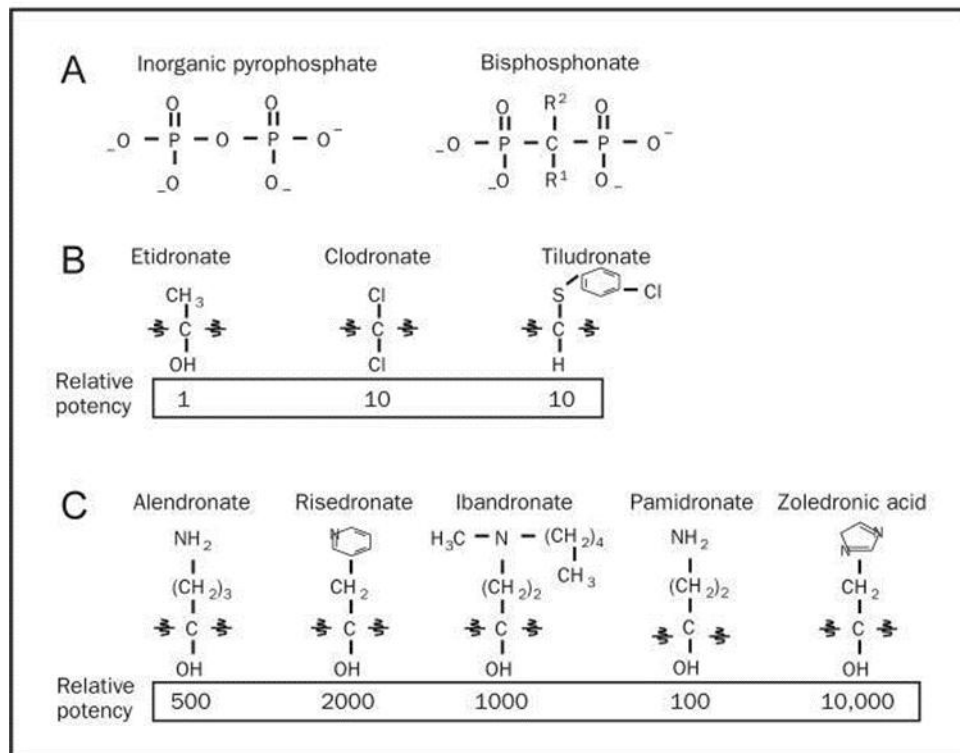 A
Inorganic pyrophosphate
Bisphosphonate
O O
–O – P – O – P – O–
–O O–
O R² O
–O – P – C – P – O–
–O R¹ O–
B
Etidronate Clodronate Tiludronate
CH₃ Cl S Cl
C C C
OH Cl H
Relative potency
1 10 10
C
Alendronate Risedronate Ibandronate Pamidronate Zoledronic acid
NH₂ N H₃C – N – (CH₂)₄ NH₂ N N
CH₃
(CH₂)₃ CH₂ (CH₂)₂ (CH₂)₂ CH₂
C C C C C
OH OH OH OH OH
Relative potency
500 2000 1000 100 10,000